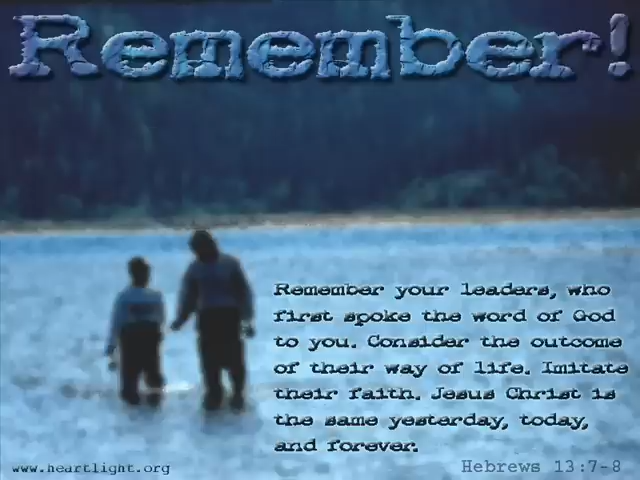 Remember!
Remember your leaders, who
first spoke the word of God
to you. Consider the outcome
of their way of life. Imitate
their faith. Jesus Christ is
the same yesterday, today,
and forever.
www.heartlight.org
Hebrews 13:7-8